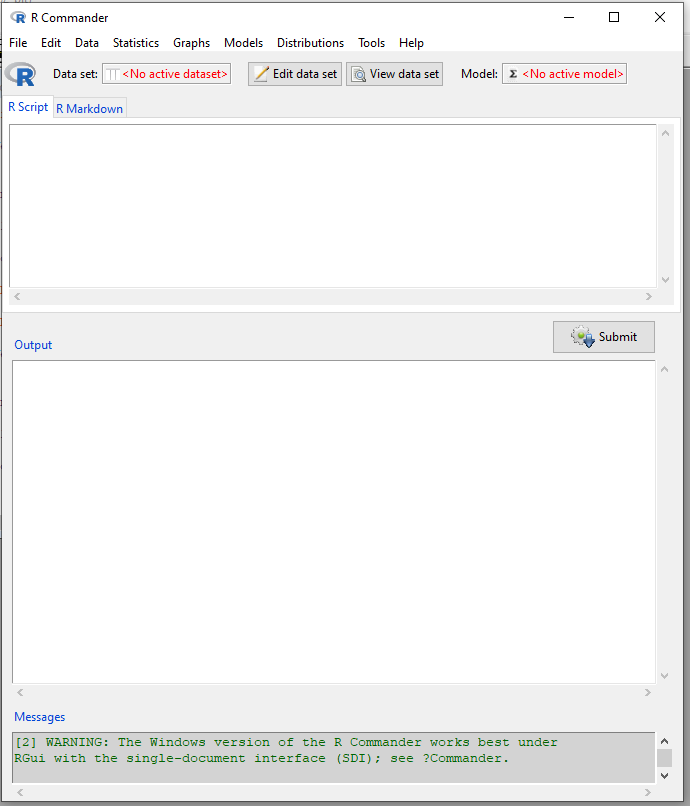 R Commander
File Edit Data Statistics Graphs Models Distributions Tools Help
R Data set: <No active dataset> Edit data set View data set Model: Σ <No active model>
R Script R Markdown
Submit
Output
Messages
[2] WARNING: The Windows version of the R Commander works best under
RGui with the single-document interface (SDI); see ?Commander.